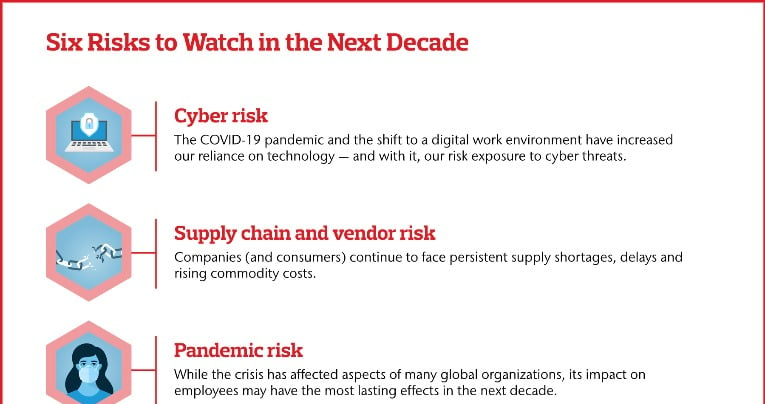 Six Risks to Watch in the Next Decade
Cyber risk
The COVID-19 pandemic and the shift to a digital work environment have increased
our reliance on technology — and with it, our risk exposure to cyber threats.
Supply chain and vendor risk
Companies (and consumers) continue to face persistent supply shortages, delays and
rising commodity costs.
Pandemic risk
While the crisis has affected aspects of many global organizations, its impact on
employees may have the most lasting effects in the next decade.